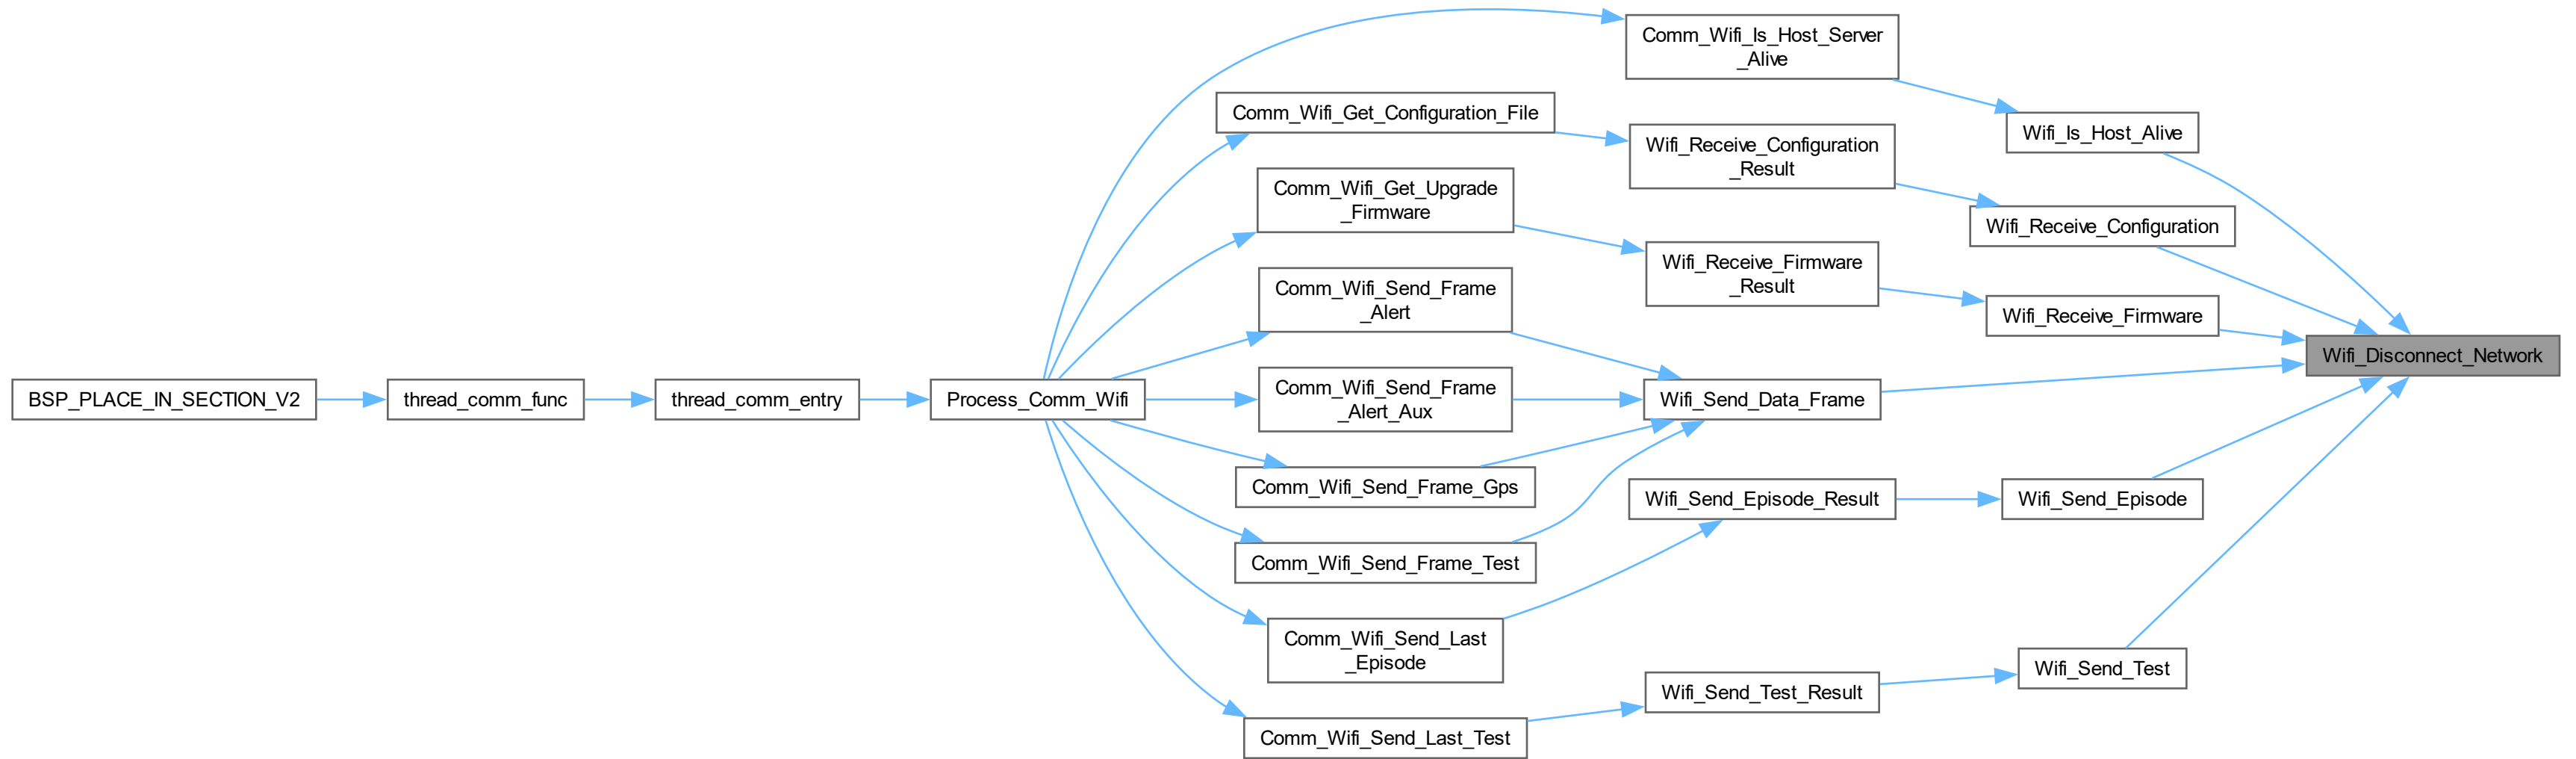 Comm_Wifi_Is_Host_Server
_Alive
Comm_Wifi_Get_Configuration_File
Wifi_Is_Host_Alive
Wifi_Receive_Configuration
_Result
Comm_Wifi_Get_Upgrade
_Firmware
Wifi_Receive_Configuration
Wifi_Receive_Firmware
_Result
Comm_Wifi_Send_Frame
_Alert
Wifi_Receive_Firmware
Wifi_Disconnect_Network
BSP_PLACE_IN_SECTION_V2
thread_comm_func
thread_comm_entry
Process_Comm_Wifi
Comm_Wifi_Send_Frame
_Alert_Aux
Wifi_Send_Data_Frame
Comm_Wifi_Send_Frame_Gps
Wifi_Send_Episode_Result
Wifi_Send_Episode
Comm_Wifi_Send_Frame_Test
Comm_Wifi_Send_Last
_Episode
Wifi_Send_Test
Wifi_Send_Test_Result
Comm_Wifi_Send_Last_Test